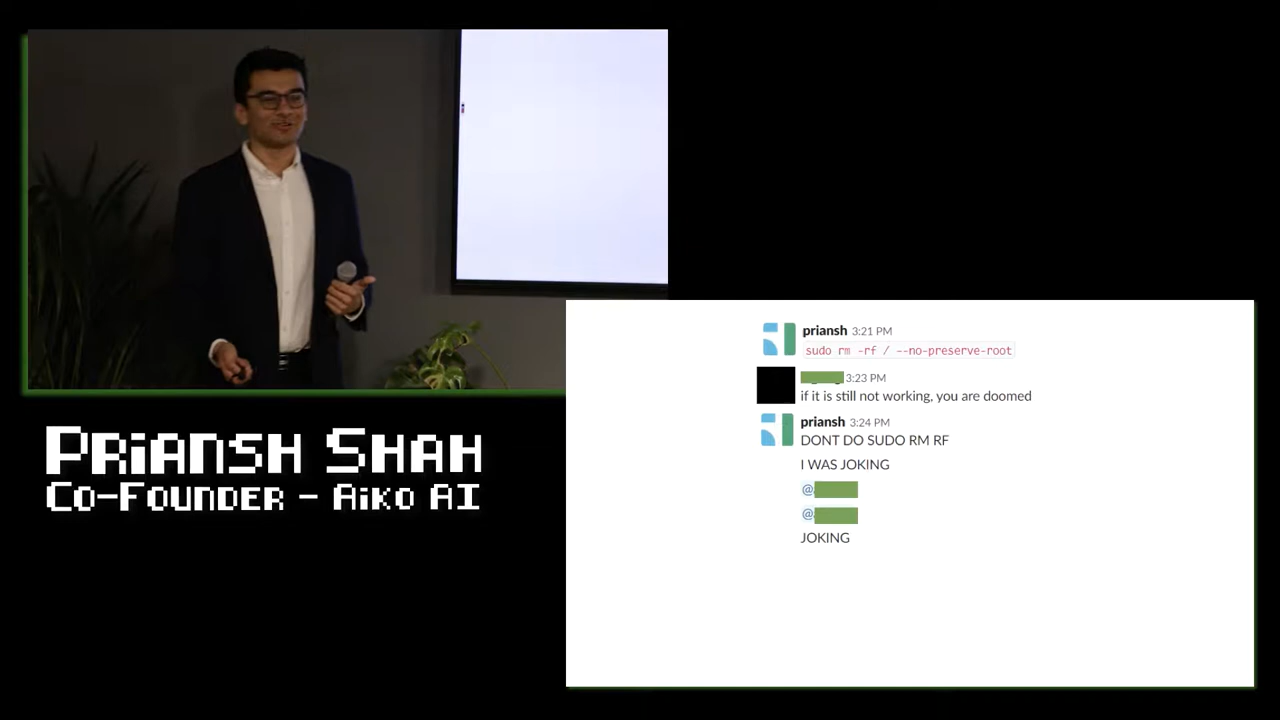 Priansh Shah
Co-Founder - Aiko AI
priansh 3:21 PM
sudo rm -rf / --no-preserve-root
3:23 PM
if it is still not working, you are doomed
priansh 3:24 PM
DONT DO SUDO RM RF
I WAS JOKING
@
@
JOKING